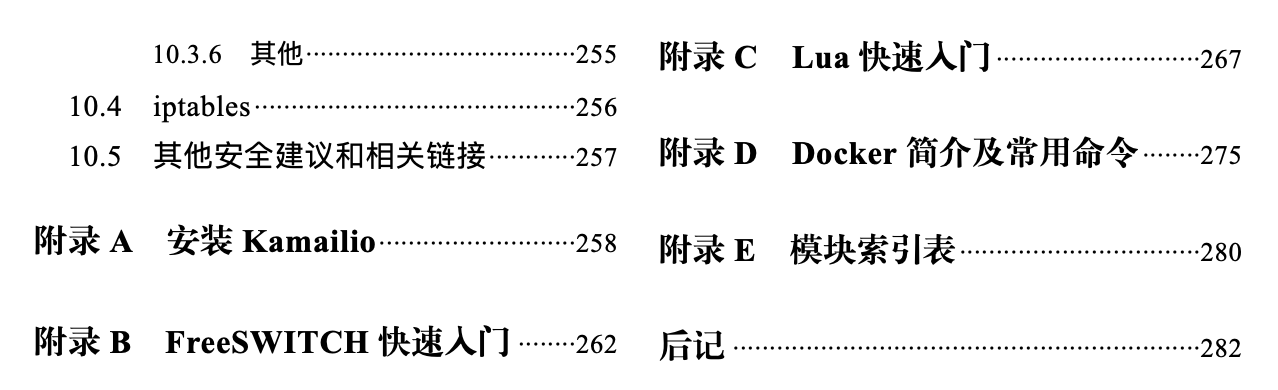 10.3.6 其他……………………………255
10.4 iptables……………………………256
10.5 其他安全建议和相关链接…………257
附录 A 安装 Kamailio……………………258
附录 B FreeSWITCH 快速入门………262
附录 C Lua 快速入门……………………267
附录 D Docker 简介及常用命令………275
附录 E 模块索引表………………………280
后记……………………………………………282